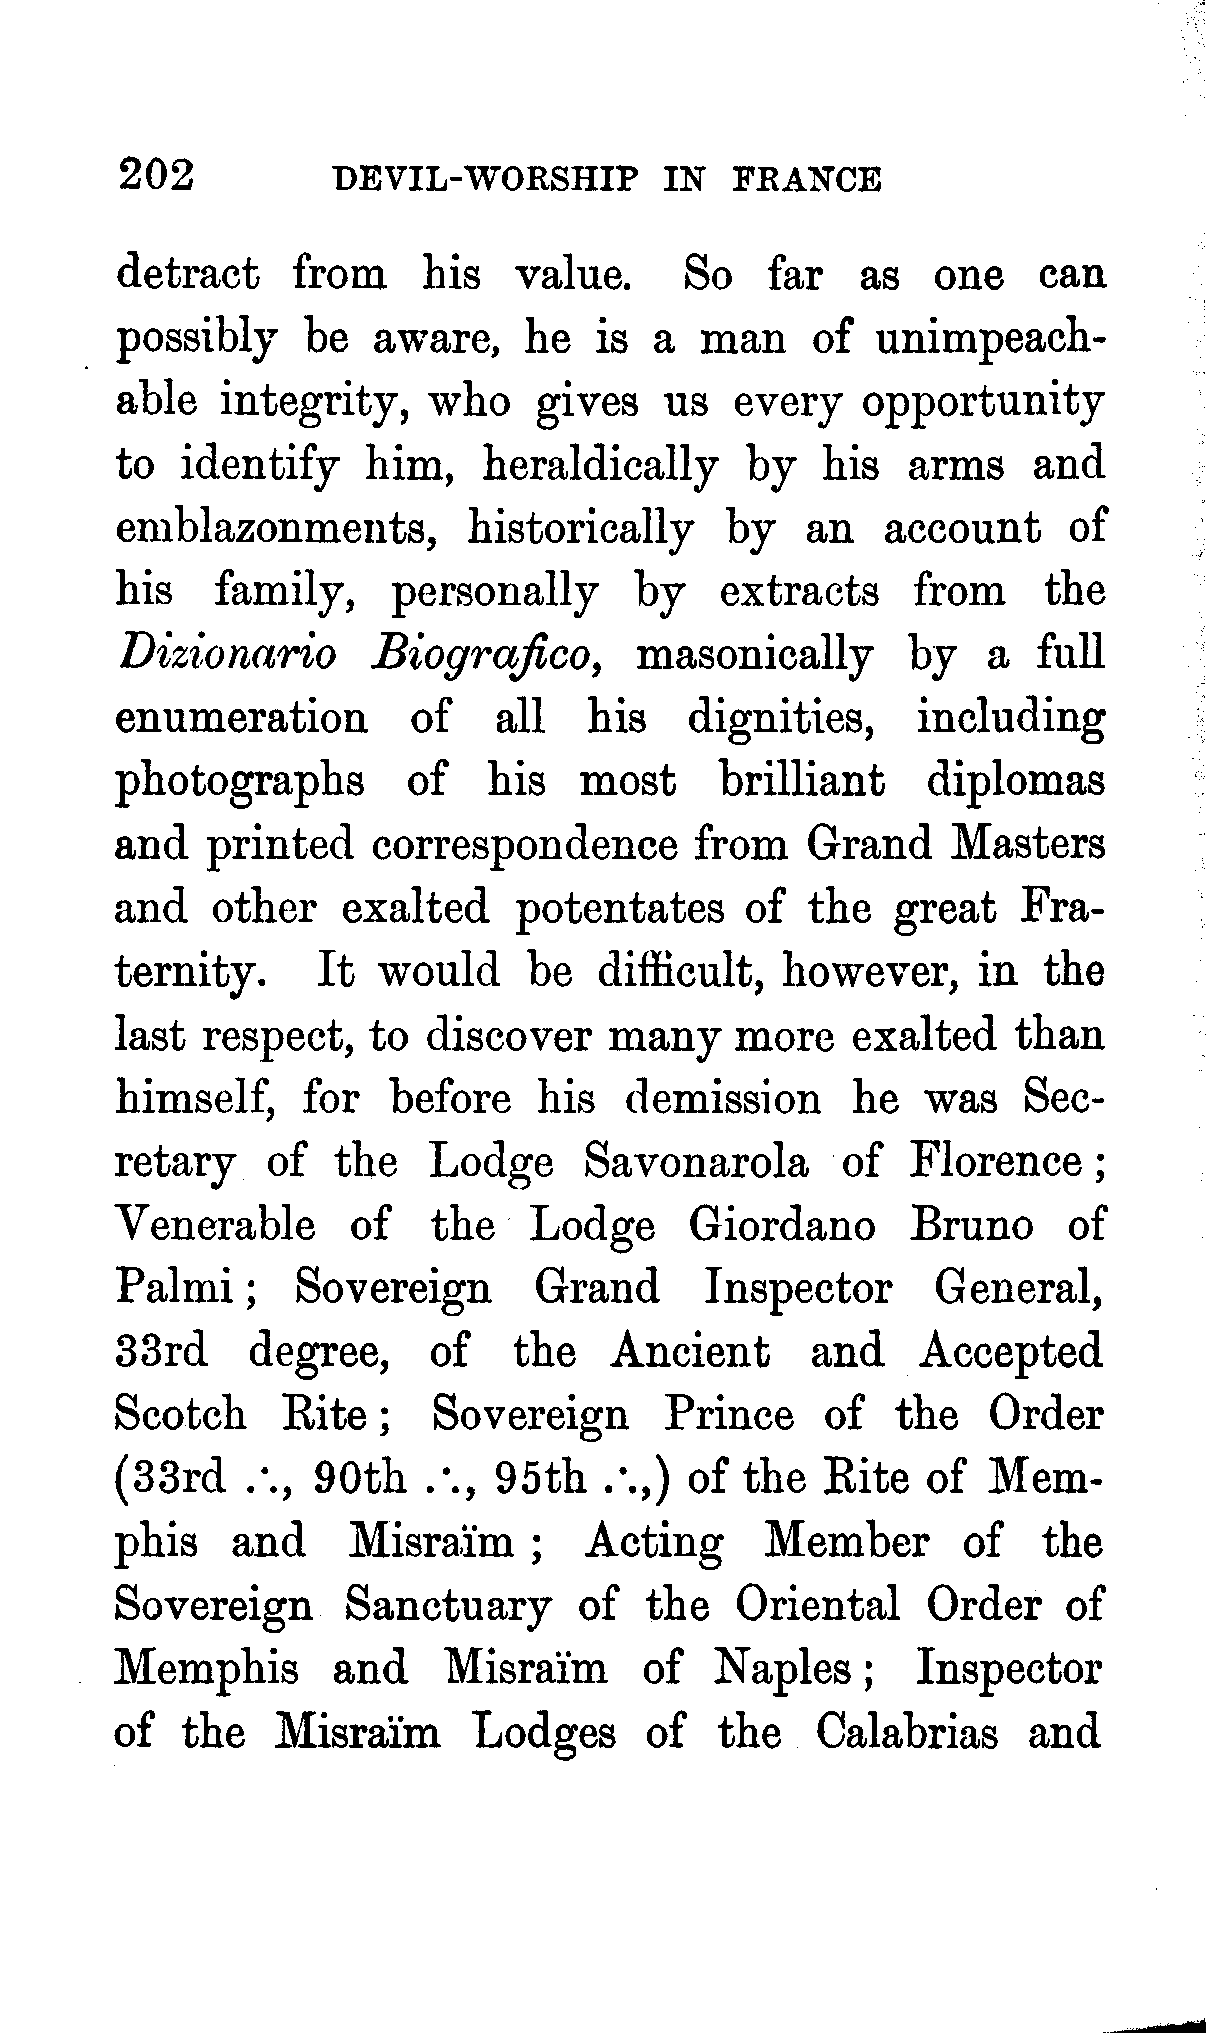 202 DEVIL-WORSHIP IN FRANCE
detract from his value. So far as one can
possibly be aware, he is a man of unimpeach-
able integrity, who gives us every opportunity
to identify him, heraldically by his arms and
emblazonments, historically by an account of
his family, personally by extracts from the
Dizionario Biografico, masonically by a full
enumeration of all his dignities, including
photographs of his most brilliant diplomas
and printed correspondence from Grand Masters
and other exalted potentates of the great Fra-
ternity. It would be difficult, however, in the
last respect, to discover many more exalted than
himself, for before his demission he was Sec-
retary of the Lodge Savonarola of Florence ;
Venerable of the Lodge Giordano Bruno of
Palmi ; Sovereign Grand Inspector General,
33rd degree, of the Ancient and Accepted
Scotch Rite ; Sovereign Prince of the Order
(33rd ∴, 90th ∴, 95th ∴,) of the Rite of Mem-
phis and Misraïm ; Acting Member of the
Sovereign Sanctuary of the Oriental Order of
Memphis and Misraïm of Naples ; Inspector
of the Misraïm Lodges of the Calabrias and